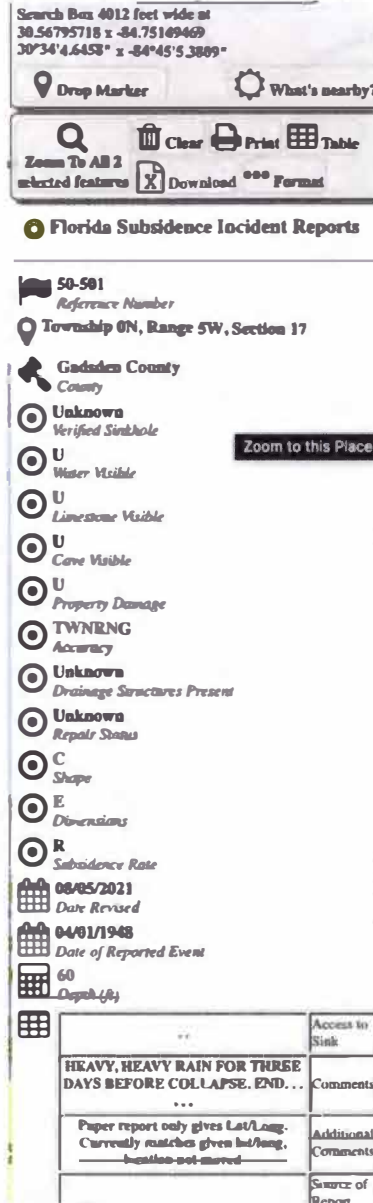 Search Box 4012 feet wide at
30.56795718 x -84.75149469
30°34'4.6458" x -84°45'5.3809"
Drop Marker What's nearby?
Clear Print Table
Zoom To All 2
selected features Download Format
Florida Subsidence Incident Reports
50-501
Reference Number
Township 0N, Range 5W, Section 17
Gadsden County
County
Unknown
Verified Sinkhole
Zoom to this Place
U
Water Visible
U
Limestone Visible
U
Cave Visible
U
Property Damage
TWNRNG
Accuracy
Unknown
Drainage Structures Present
Unknown
Repair Status
C
Shape
E
Dimensions
R
Subsidence Rate
08/05/2021
Date Revised
04/01/1948
Date of Reported Event
60
Depth (ft)
Access to
Sink
HEAVY, HEAVY RAIN FOR THREE
DAYS BEFORE COLLAPSE. END. . .
. . .
Comments
Paper report only gives Lat/Long.
Currently matches given lat/long,
location not moved
Additional
Comments
Source of
Report